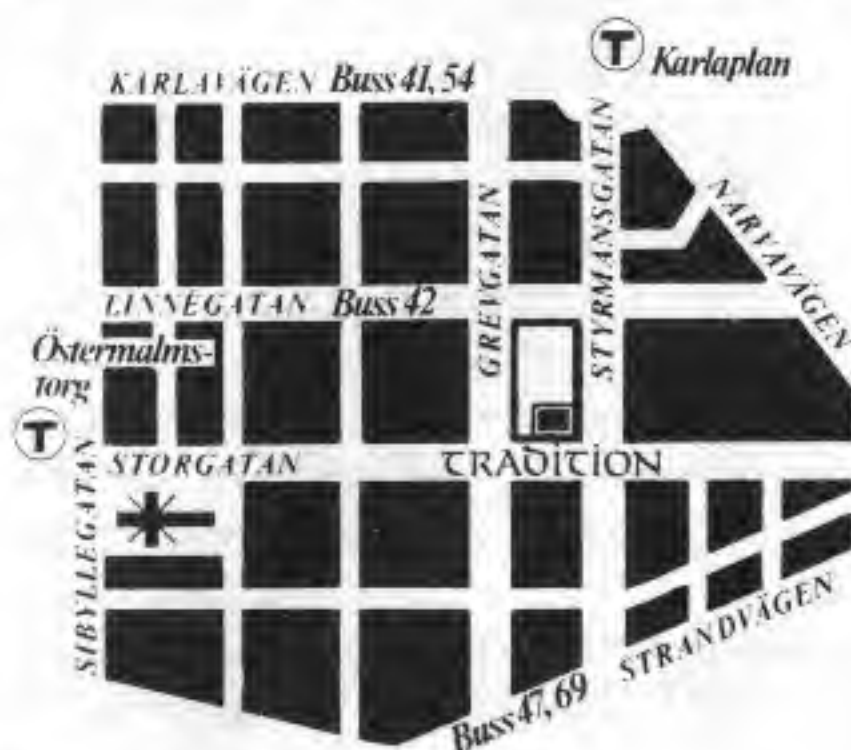 T Karlaplan
KARLAVÄGEN Buss 41, 54
STYRMANSGATAN
NARVAVÄGEN
GREVGATAN
LINNÉGATAN Buss 42
Östermalms-
torg
T
STORGATAN
TRADITION
SIBYLLEGATAN
STRANDVÄGEN
Buss 47, 69